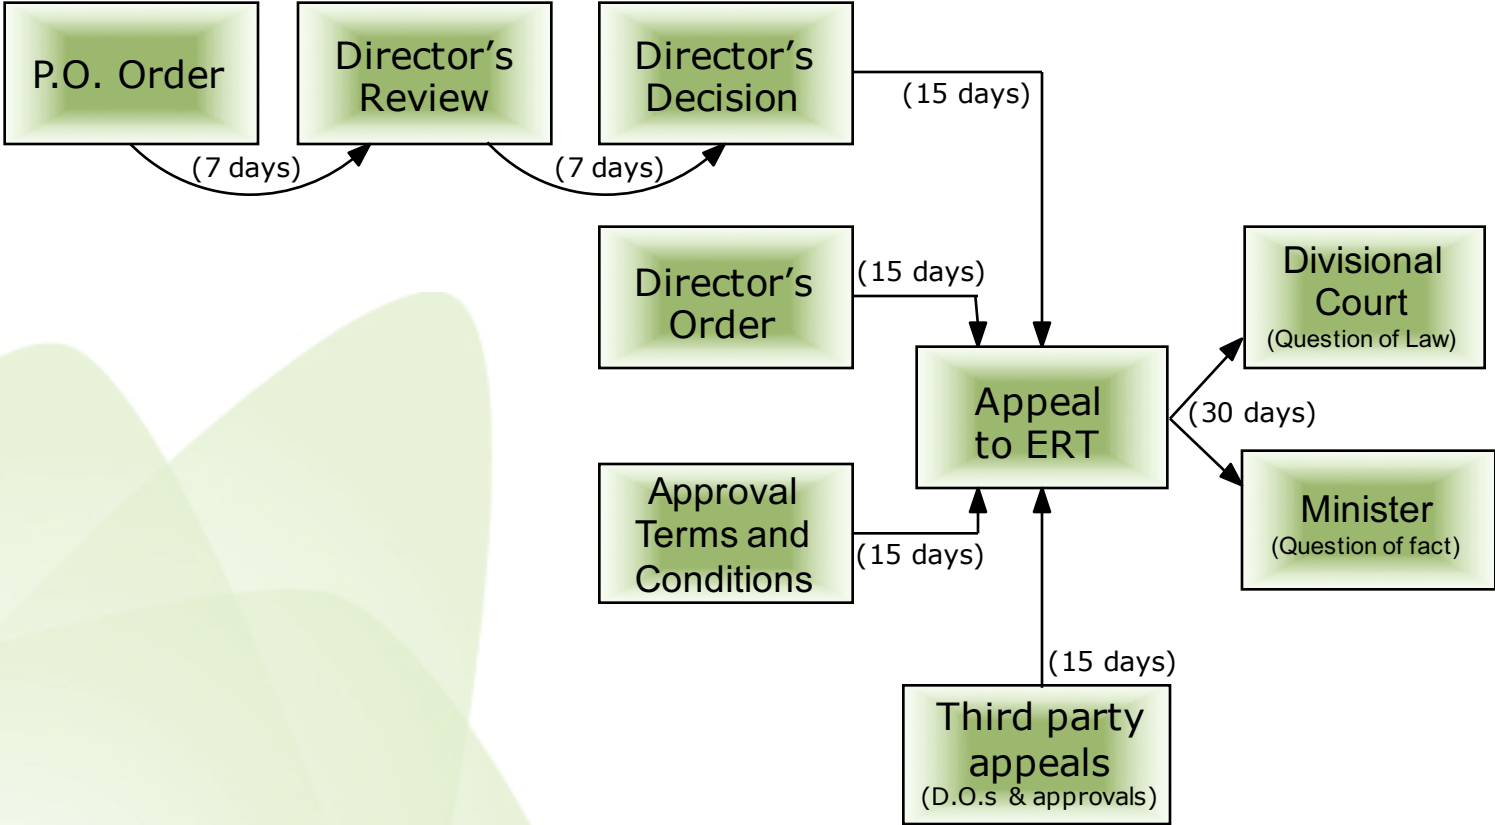 P.O. Order
Director's
Review
Director's
Decision
(7 days)
(7 days)
(15 days)
Director's
Order
(15 days)
Approval
Terms and
Conditions
(15 days)
Third party
appeals
(D.O.s & approvals)
(15 days)
Appeal
to ERT
(30 days)
Divisional
Court
(Question of Law)
Minister
(Question of fact)